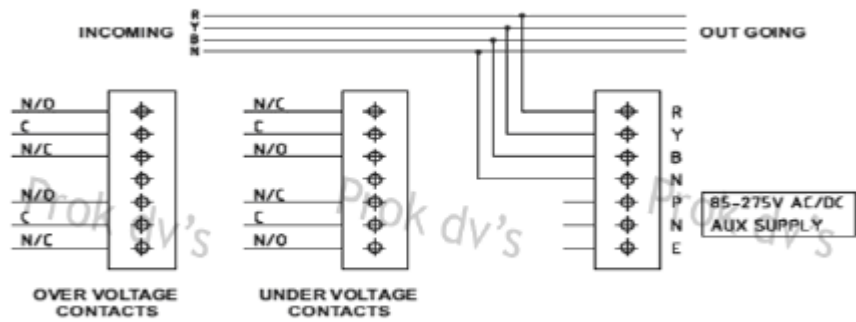 INCOMING
R
Y
B
N
OUT GOING
N/O
C
N/C
N/O
C
N/C
OVER VOLTAGE
CONTACTS
N/C
C
N/O
N/C
C
N/O
UNDER VOLTAGE
CONTACTS
R
Y
B
N
P
N
E
85-275V AC/DC
AUX SUPPLY
Prok dv's
Prok dv's
Prok dv's